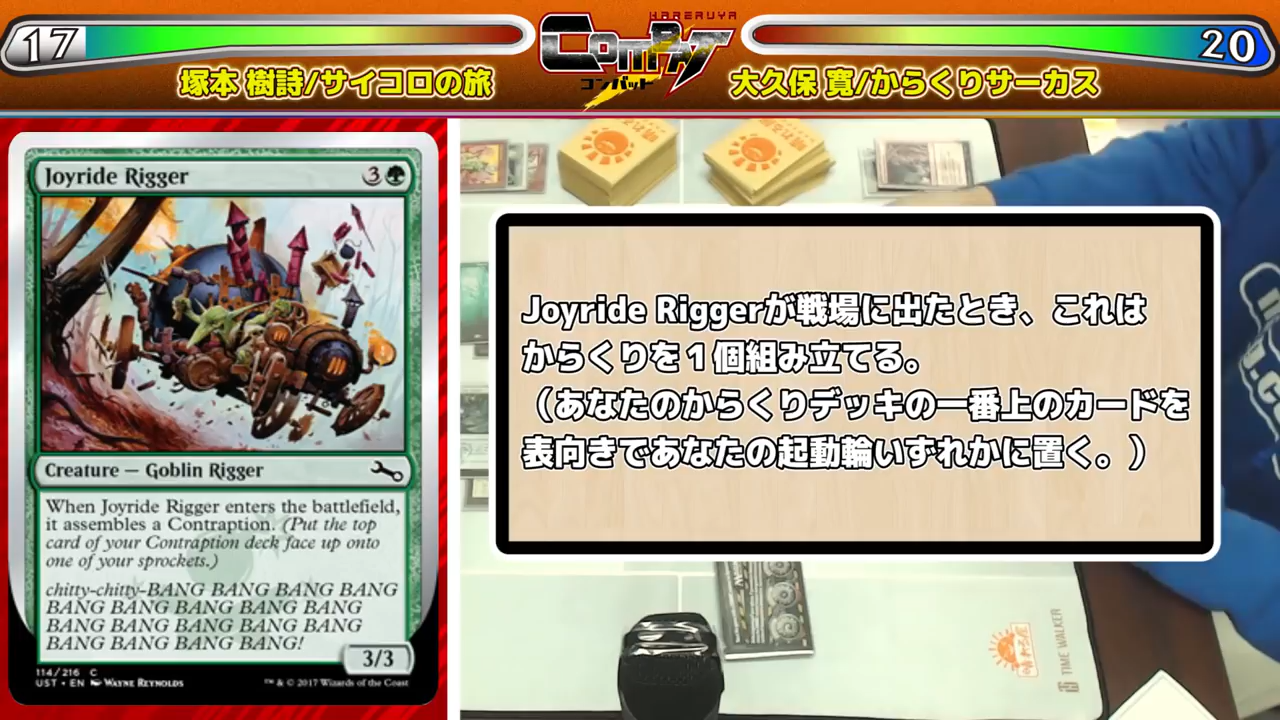 17
HARERUYA
COMBAT
コンバット
20
塚本 樹詩/サイコロの旅
大久保 寛/からくりサーカス
Joyride Rigger
3
Creature — Goblin Rigger
When Joyride Rigger enters the battlefield,
it assembles a Contraption. (Put the top
card of your Contraption deck face up onto
one of your sprockets.)
chitty-chitty-BANG BANG BANG BANG
BANG BANG BANG BANG BANG
BANG BANG BANG BANG BANG
BANG BANG BANG BANG!
3/3
114/216 C
UST • EN Wayne Reynolds
™ & © 2017 Wizards of the Coast
Joyride Riggerが戦場に出たとき、これは
からくりを１個組み立てる。
（あなたのからくりデッキの一番上のカードを
表向きであなたの起動輪いずれかに置く。）
晴れる屋
TIME WALKER